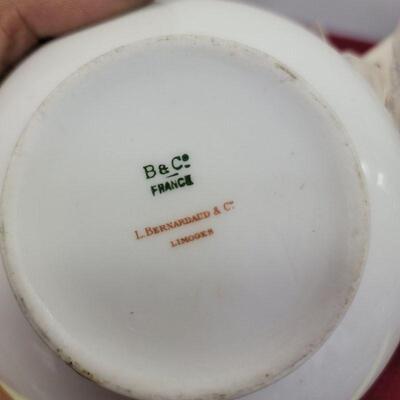 B & Co
FRANCE
L. BERNARDAUD & Co
LIMOGES